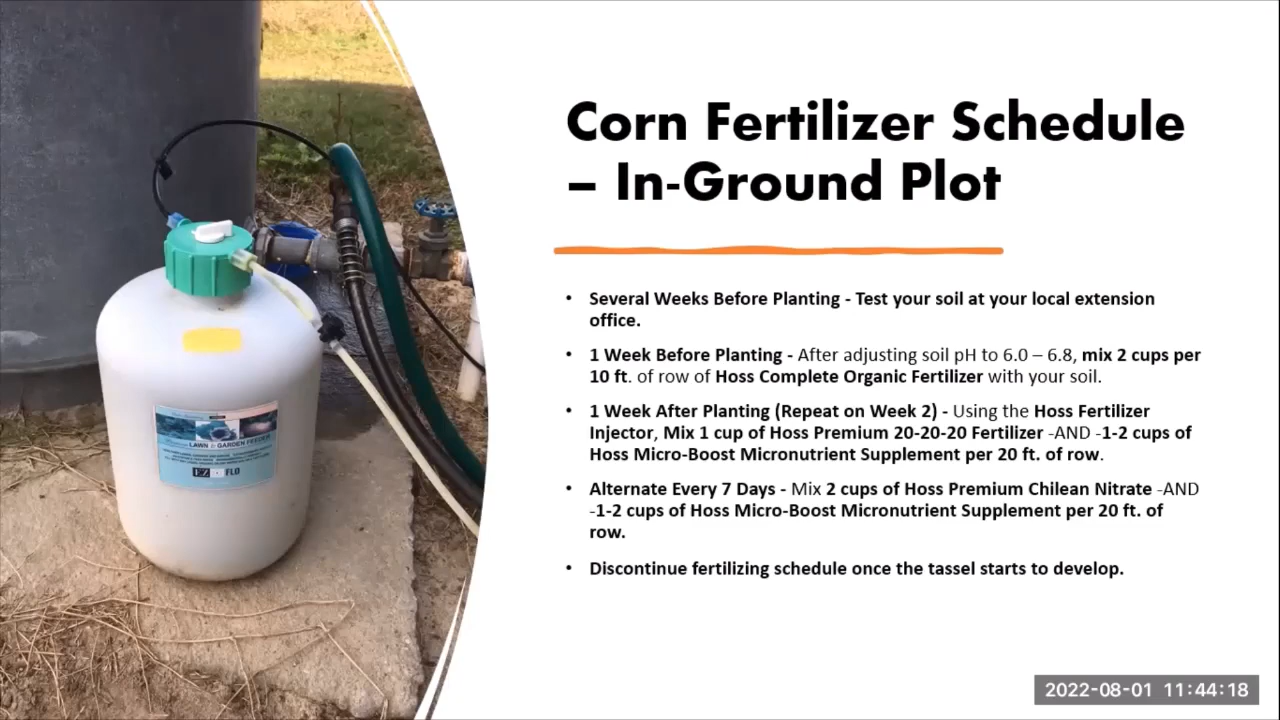 Corn Fertilizer Schedule
– In-Ground Plot
• Several Weeks Before Planting - Test your soil at your local extension
office.
• 1 Week Before Planting - After adjusting soil pH to 6.0 – 6.8, mix 2 cups per
10 ft. of row of Hoss Complete Organic Fertilizer with your soil.
• 1 Week After Planting (Repeat on Week 2) - Using the Hoss Fertilizer
Injector, Mix 1 cup of Hoss Premium 20-20-20 Fertilizer -AND -1-2 cups of
Hoss Micro-Boost Micronutrient Supplement per 20 ft. of row.
• Alternate Every 7 Days - Mix 2 cups of Hoss Premium Chilean Nitrate -AND
-1-2 cups of Hoss Micro-Boost Micronutrient Supplement per 20 ft. of
row.
• Discontinue fertilizing schedule once the tassel starts to develop.
LAWN & GARDEN FEEDER
EZ FLO
2022-08-01 11:44:18